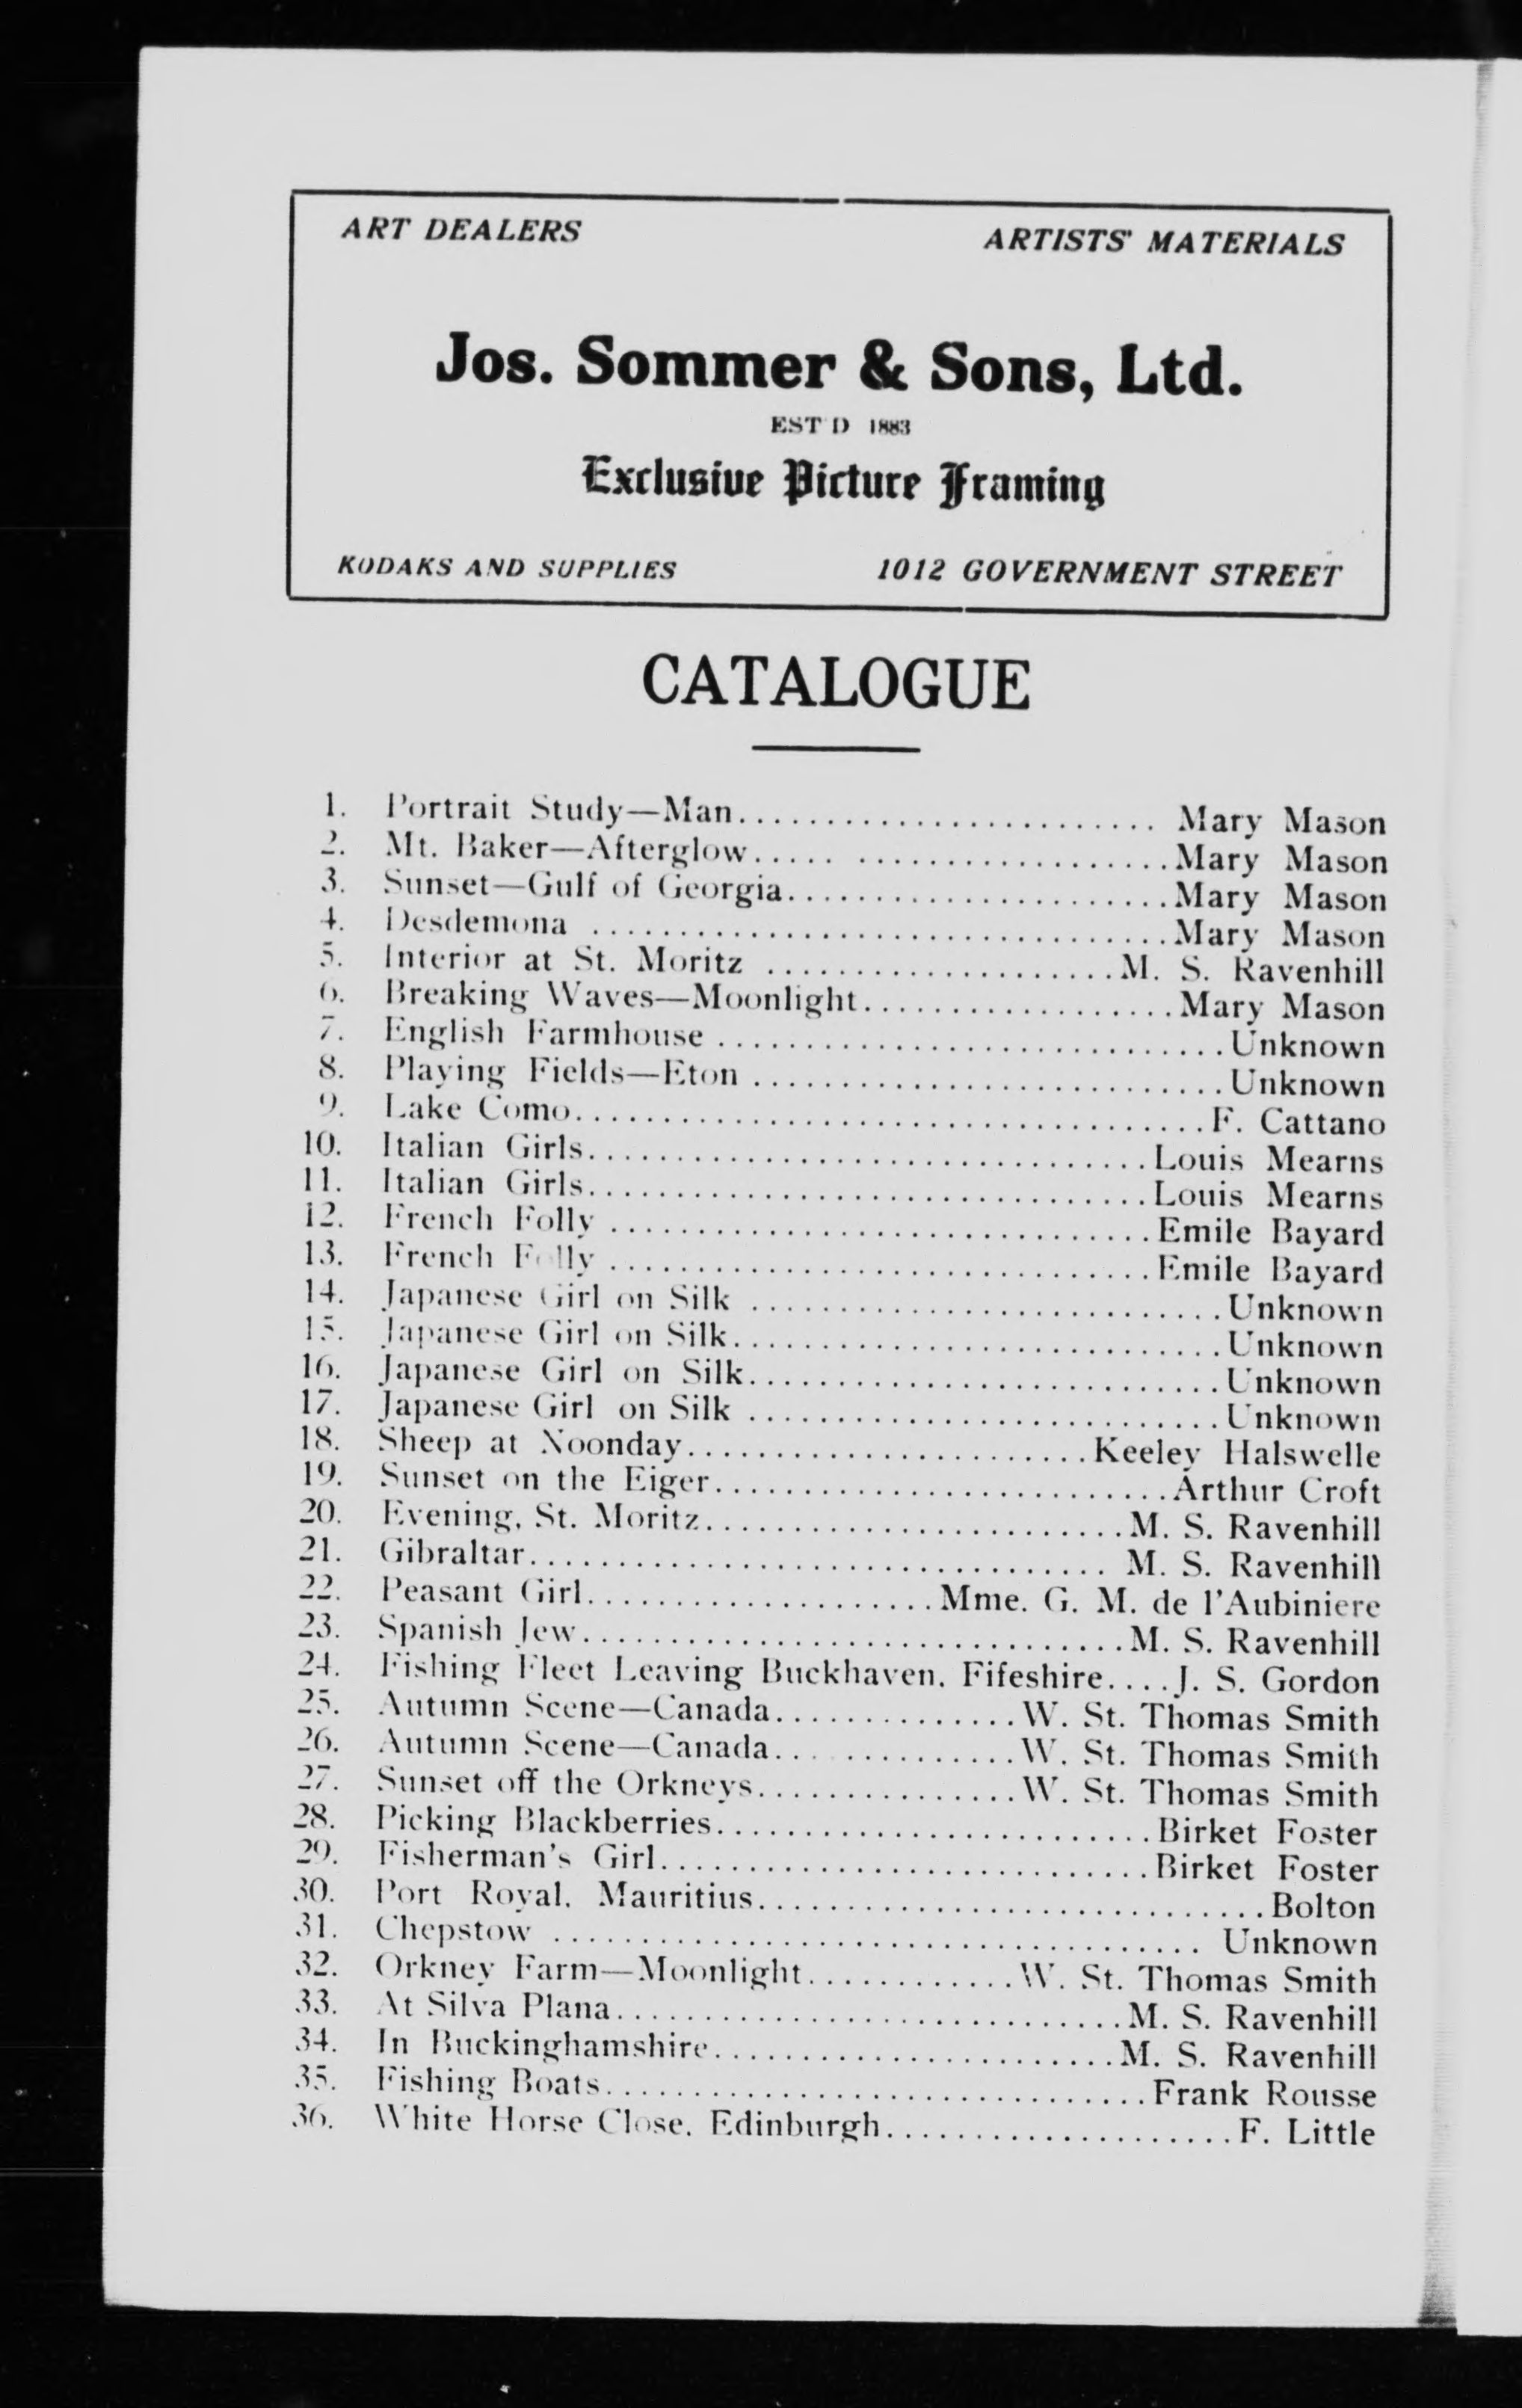 ART DEALERS ARTISTS' MATERIALS
Jos. Sommer & Sons, Ltd.
EST'D 1883
Exclusive Picture Framing
KODAKS AND SUPPLIES 1012 GOVERNMENT STREET
CATALOGUE
1. Portrait Study—Man........................ Mary Mason
2. Mt. Baker—Afterglow..... ..................Mary Mason
3. Sunset—Gulf of Georgia......................Mary Mason
4. Desdemona .................................Mary Mason
5. Interior at St. Moritz ....................M. S. Ravenhill
6. Breaking Waves—Moonlight..................Mary Mason
7. English Farmhouse .............................Unknown
8. Playing Fields—Eton ...........................Unknown
9. Lake Como....................................F. Cattano
10. Italian Girls................................Louis Mearns
11. Italian Girls................................Louis Mearns
12. French Folly ...............................Emile Bayard
13. French Folly ...............................Emile Bayard
14. Japanese Girl on Silk ...........................Unknown
15. Japanese Girl on Silk............................Unknown
16. Japanese Girl on Silk...........................Unknown
17. Japanese Girl on Silk ...........................Unknown
18. Sheep at Noonday.......................Keeley Halswelle
19. Sunset on the Eiger..........................Arthur Croft
20. Evening, St. Moritz........................M. S. Ravenhill
21. Gibraltar................................. M. S. Ravenhill
22. Peasant Girl....................Mme. G. M. de l'Aubiniere
23. Spanish Jew...............................M. S. Ravenhill
24. Fishing Fleet Leaving Buckhaven, Fifeshire....J. S. Gordon
25. Autumn Scene—Canada..............W. St. Thomas Smith
26. Autumn Scene—Canada..............W. St. Thomas Smith
27. Sunset off the Orkneys...............W. St. Thomas Smith
28. Picking Blackberries.........................Birket Foster
29. Fisherman's Girl............................Birket Foster
30. Port Royal, Mauritius.............................Bolton
31. Chepstow ..................................... Unknown
32. Orkney Farm—Moonlight............W. St. Thomas Smith
33. At Silva Plana.............................M. S. Ravenhill
34. In Buckinghamshire.......................M. S. Ravenhill
35. Fishing Boats...............................Frank Rousse
36. White Horse Close, Edinburgh....................F. Little